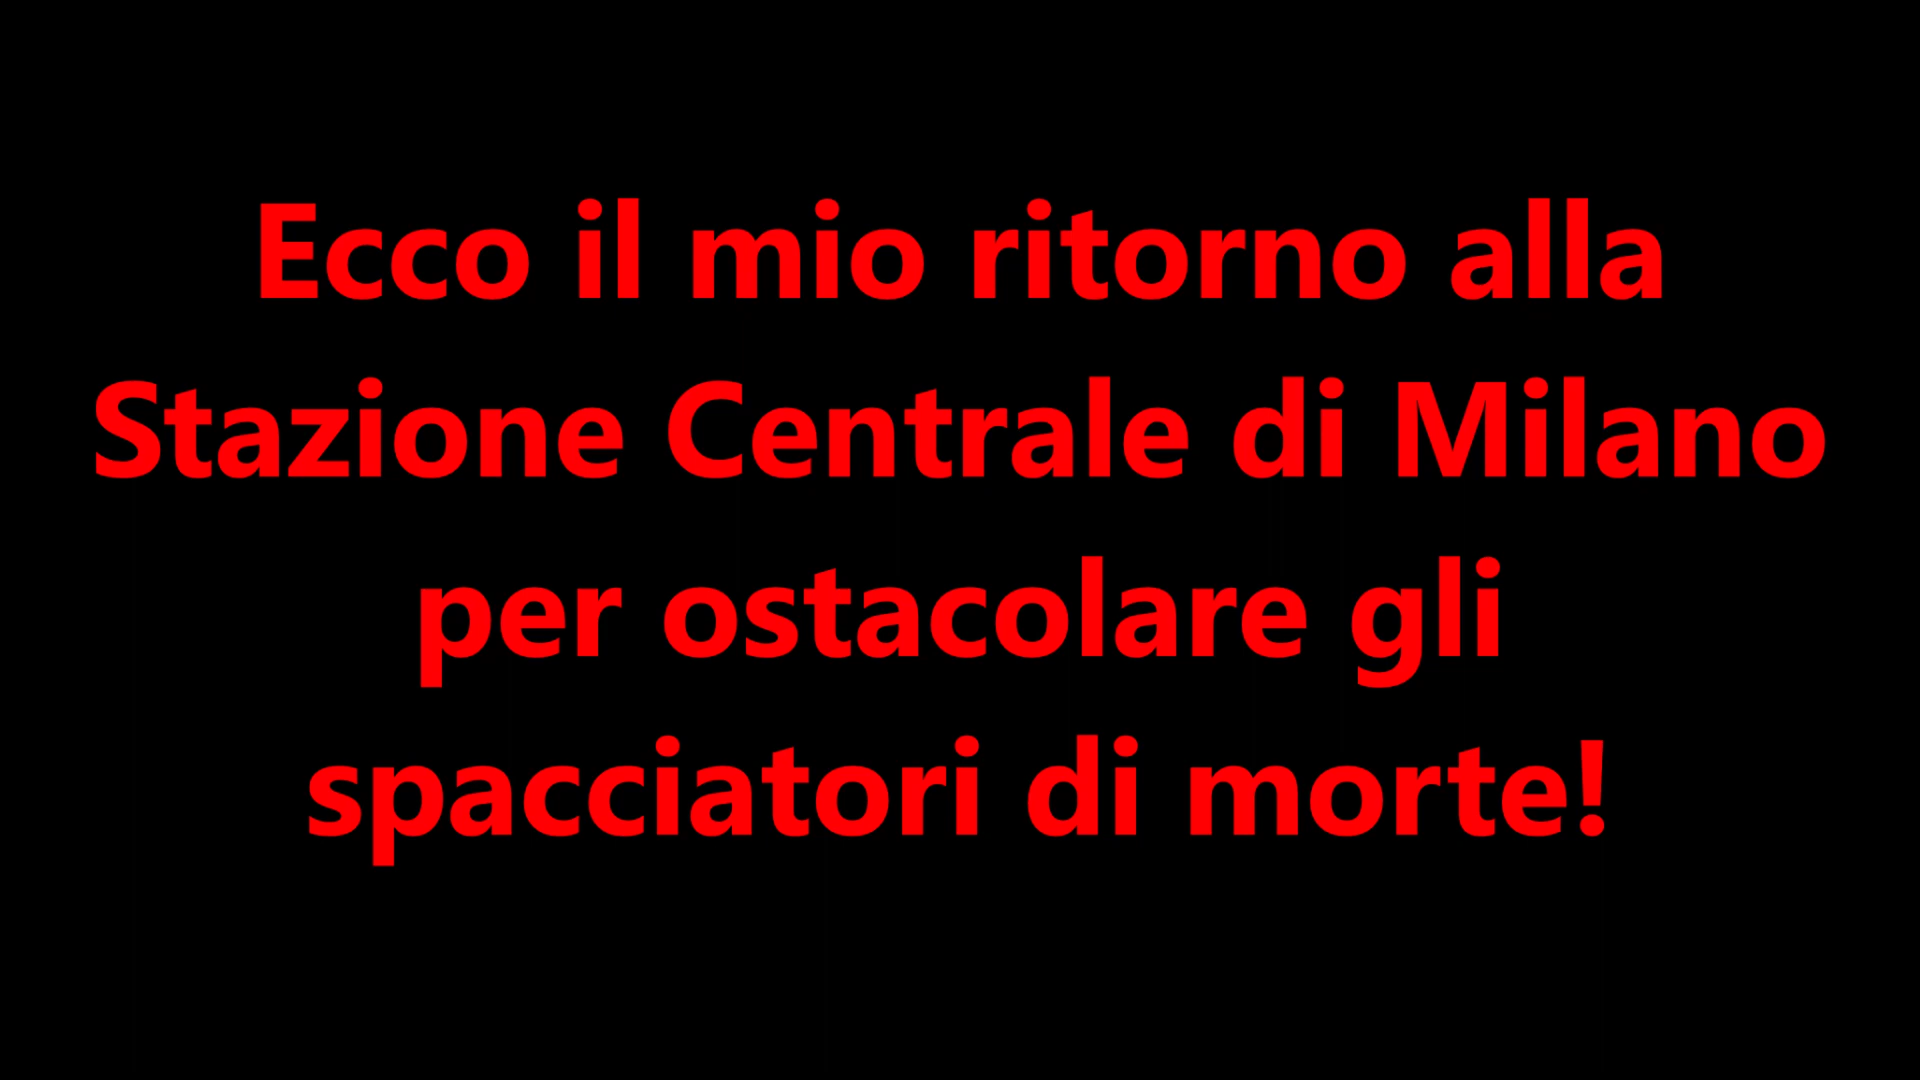 Ecco il mio ritorno alla
Stazione Centrale di Milano
per ostacolare gli
spacciatori di morte!